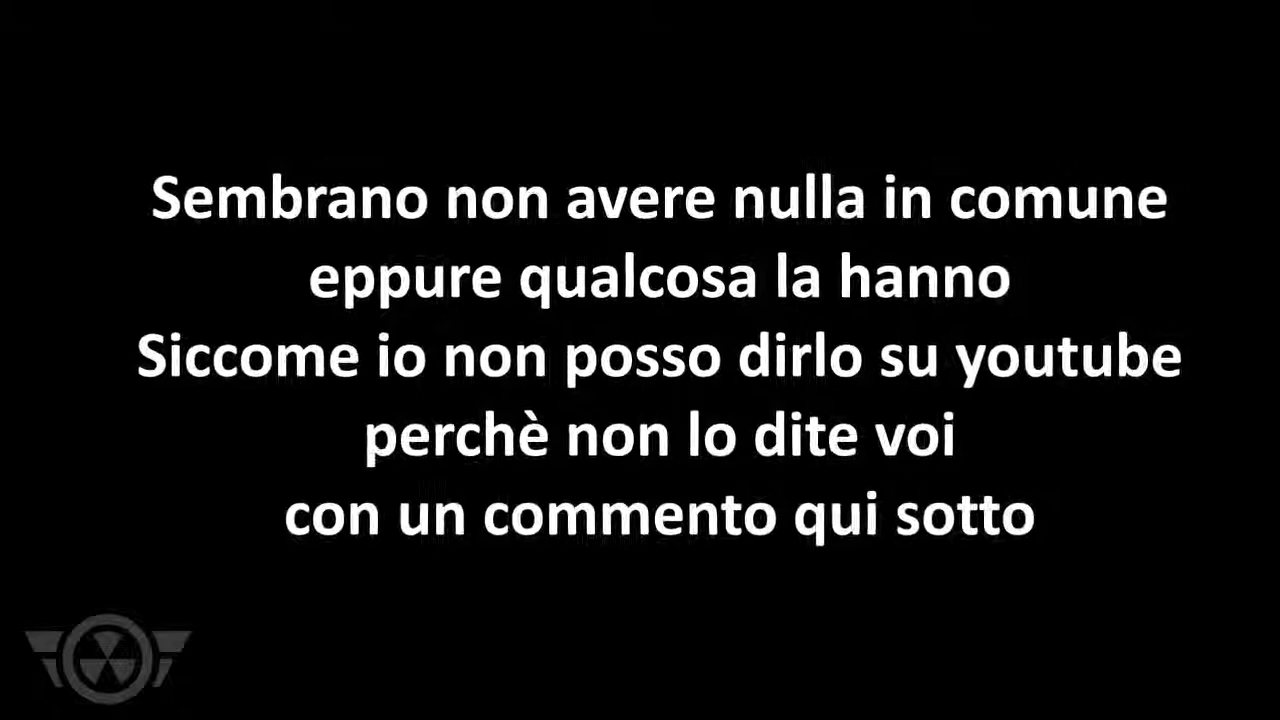 Sembrano non avere nulla in comune
eppure qualcosa la hanno
Siccome io non posso dirlo su youtube
perchè non lo dite voi
con un commento qui sotto